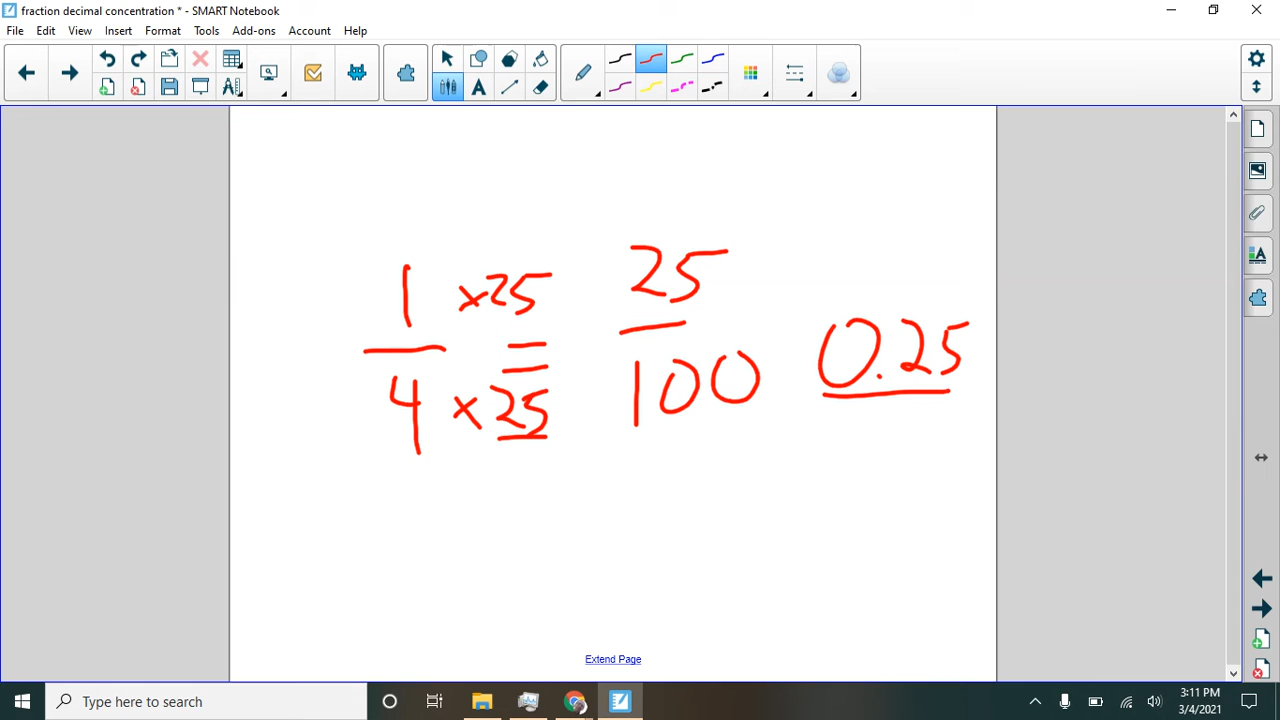 fraction decimal concentration * - SMART Notebook
File Edit View Insert Format Tools Add-ons Account Help
1 ×25 25
4 ×25 = 100 0.25
Extend Page
Type here to search
3:11 PM
3/4/2021